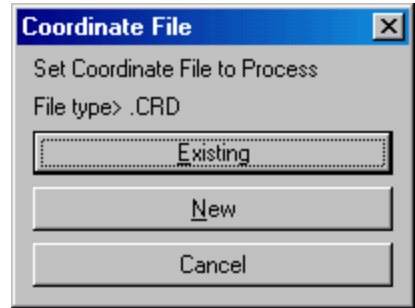 Coordinate File
Set Coordinate File to Process
File type> .CRD
Existing
New
Cancel